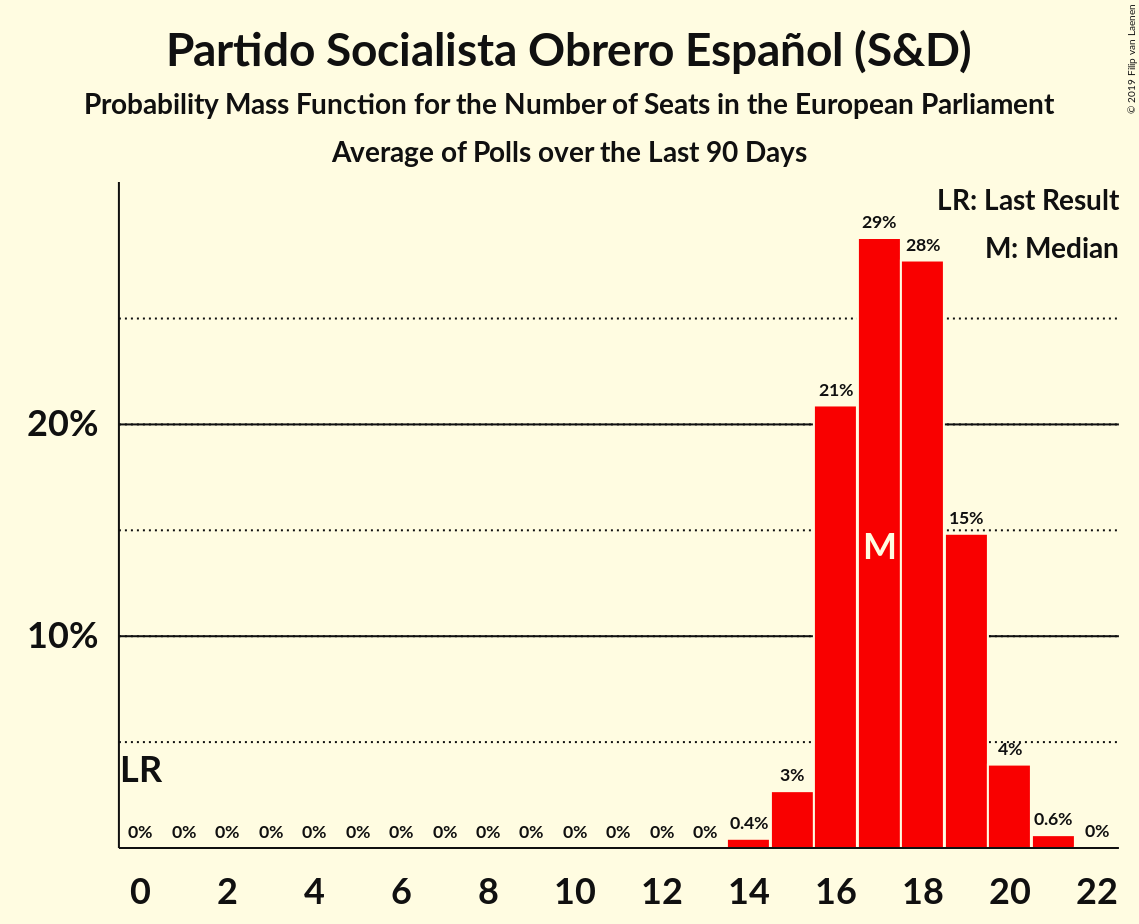 Partido Socialista Obrero Español (S&D)
Probability Mass Function for the Number of Seats in the European Parliament
Average of Polls over the Last 90 Days
© 2019 Filip van Laenen
LR: Last Result
M: Median
29%
28%
21%
20%
15%
M
10%
4%
LR
3%
0% 0% 0% 0% 0% 0% 0% 0% 0% 0% 0% 0% 0% 0% 0.4% 0.6% 0%
0 2 4 6 8 10 12 14 16 18 20 22